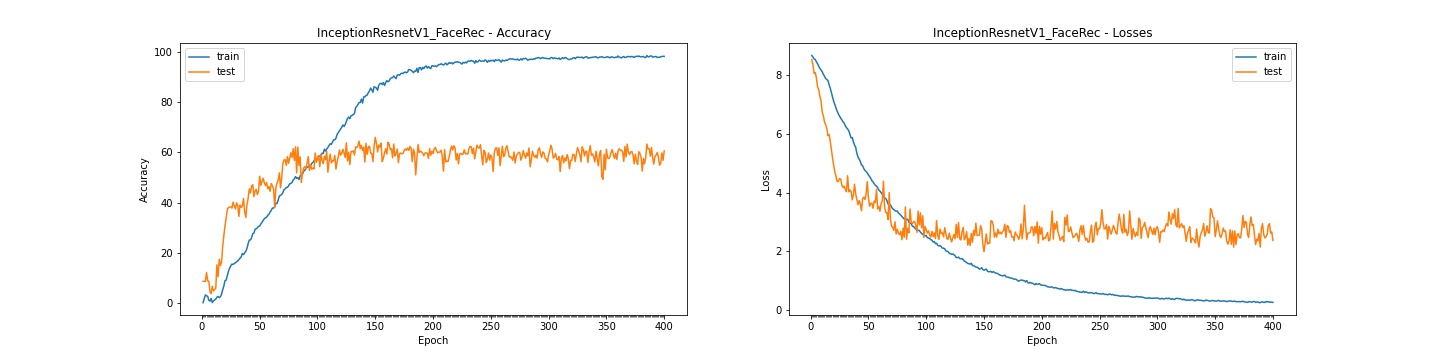 InceptionResnetV1_FaceRec - Accuracy
train
test
100
80
60
40
20
0
Accuracy
0 50 100 150 200 250 300 350 400
Epoch
InceptionResnetV1_FaceRec - Losses
train
test
8
6
4
2
0
Loss
0 50 100 150 200 250 300 350 400
Epoch